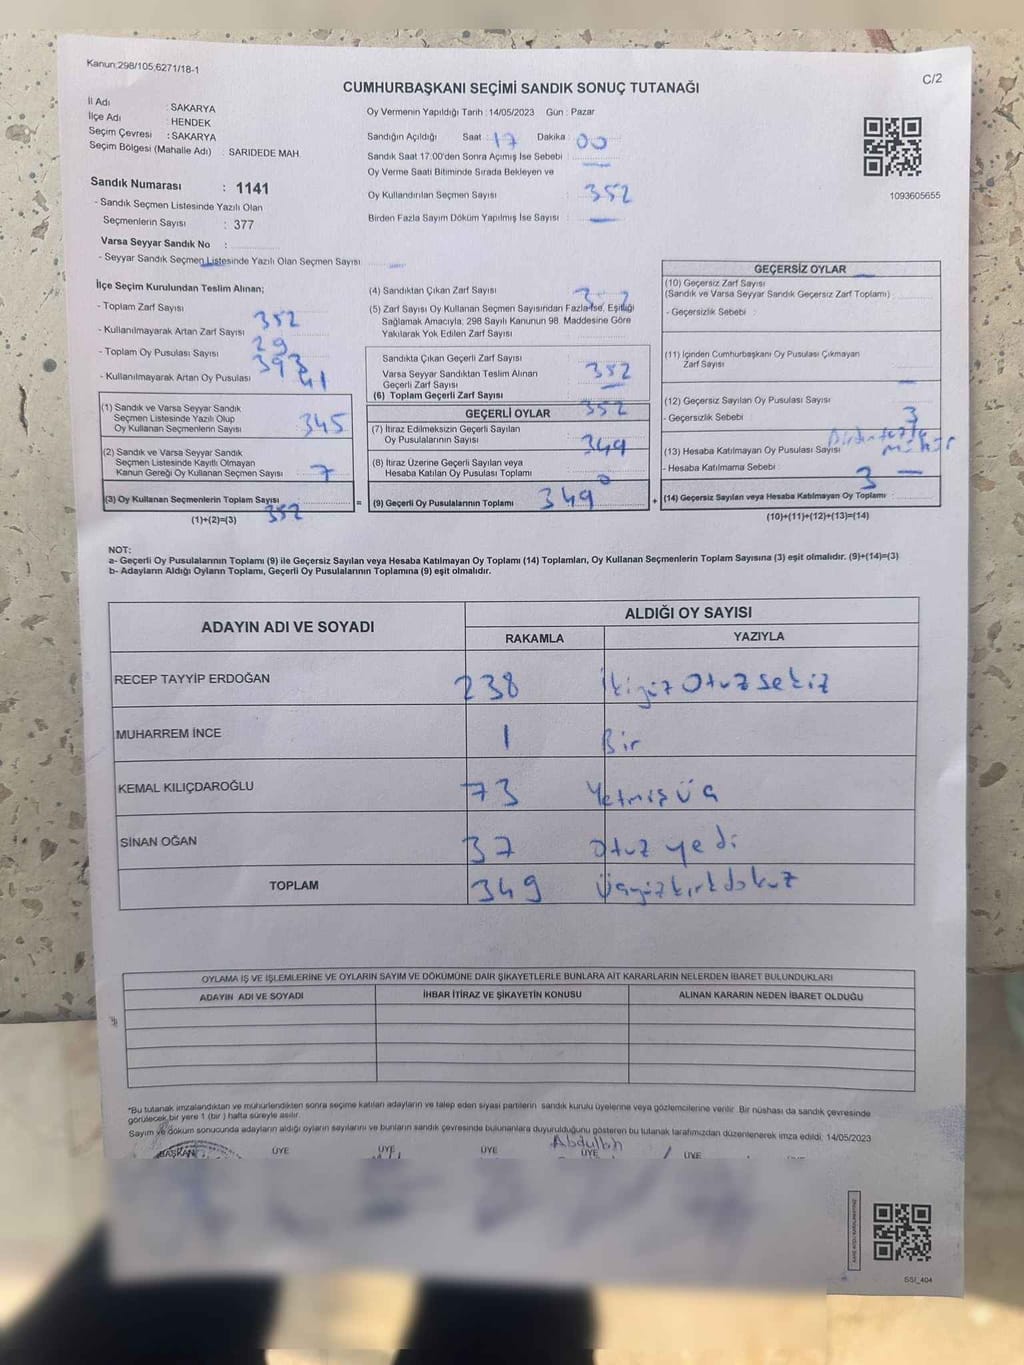 Kanun:298/105;6271/18-1
C/2
CUMHURBAŞKANI SEÇİMİ SANDIK SONUÇ TUTANAĞI
İl Adı : SAKARYA
İlçe Adı : HENDEK
Seçim Çevresi : SAKARYA
Seçim Bölgesi (Mahalle Adı) : SARIDEDE MAH.
Sandık Numarası : 1141
- Sandık Seçmen Listesinde Yazılı Olan
Seçmenlerin Sayısı : 377
Varsa Seyyar Sandık No :
- Seyyar Sandık Seçmen Listesinde Yazılı Olan Seçmen Sayısı
Oy Vermenin Yapıldığı Tarih : 14/05/2023 Gün : Pazar
Sandığın Açıldığı Saat : 17 Dakika : 00
Sandık Saat 17:00'den Sonra Açımış İse Sebebi :
Oy Verme Saati Bitiminde Sırada Bekleyen ve
Oy Kullandırılan Seçmen Sayısı : 352
Birden Fazla Sayım Döküm Yapılmış İse Sayısı : —
1093605655
İlçe Seçim Kurulundan Teslim Alınan;
- Toplam Zarf Sayısı 352
- Kullanılmayarak Artan Zarf Sayısı 29
- Toplam Oy Pusulası Sayısı 393
- Kullanılmayarak Artan Oy Pusulası 41
(1) Sandık ve Varsa Seyyar Sandık
Seçmen Listesinde Yazılı Olup
Oy Kullanan Seçmenlerin Sayısı 345
(2) Sandık ve Varsa Seyyar Sandık
Seçmen Listesinde Kayıtlı Olmayan
Kanun Gereği Oy Kullanan Seçmen Sayısı 7
(3) Oy Kullanan Seçmenlerin Toplam Sayısı 352
(1)+(2)=(3)
(4) Sandıktan Çıkan Zarf Sayısı
(5) Zarf Sayısı Oy Kullanan Seçmen Sayısından Fazla İse, Eşitliği
Sağlamak Amacıyla, 298 Sayılı Kanunun 98. Maddesine Göre
Yakılarak Yok Edilen Zarf Sayısı
Sandıkta Çıkan Geçerli Zarf Sayısı 352
Varsa Seyyar Sandıktan Teslim Alınan
Geçerli Zarf Sayısı —
(6) Toplam Geçerli Zarf Sayısı 352
GEÇERLİ OYLAR
(7) İtiraz Edilmeksizin Geçerli Sayılan
Oy Pusulalarının Sayısı 349
(8) İtiraz Üzerine Geçerli Sayılan veya
Hesaba Katılan Oy Pusulası Toplamı 0
= (9) Geçerli Oy Pusulalarının Toplamı 349 +
GEÇERSİZ OYLAR
(10) Geçersiz Zarf Sayısı
(Sandık ve Varsa Seyyar Sandık Geçersiz Zarf Toplamı) —
- Geçersizlik Sebebi :
(11) İçinden Cumhurbaşkanı Oy Pusulası Çıkmayan
Zarf Sayısı —
(12) Geçersiz Sayılan Oy Pusulası Sayısı 3
- Geçersizlik Sebebi : Birden fazla mühür
(13) Hesaba Katılmayan Oy Pusulası Sayısı —
- Hesaba Katılmama Sebebi :
(14) Geçersiz Sayılan veya Hesaba Katılmayan Oy Toplamı 3
(10)+(11)+(12)+(13)=(14)
NOT:
a- Geçerli Oy Pusulalarının Toplamı (9) ile Geçersiz Sayılan veya Hesaba Katılmayan Oy Toplamı (14) Toplamları, Oy Kullanan Seçmenlerin Toplam Sayısına (3) eşit olmalıdır. (9)+(14)=(3)
b- Adayların Aldığı Oyların Toplamı, Geçerli Oy Pusulalarının Toplamına (9) eşit olmalıdır.
ADAYIN ADI VE SOYADI ALDIĞI OY SAYISI
RAKAMLA YAZIYLA
RECEP TAYYİP ERDOĞAN 238 İkiyüz Otuz sekiz
MUHARREM İNCE 1 Bir
KEMAL KILIÇDAROĞLU 73 Yetmiş üç
SİNAN OĞAN 37 Otuz yedi
TOPLAM 349 Üçyüz kırk dokuz
OYLAMA İŞ VE İŞLEMLERİNE VE OYLARIN SAYIM VE DÖKÜMÜNE DAİR ŞİKAYETLERLE BUNLARA AİT KARARLARIN NELERDEN İBARET BULUNDUKLARI
ADAYIN ADI VE SOYADI İHBAR İTİRAZ VE ŞİKAYETİN KONUSU ALINAN KARARIN NEDEN İBARET OLDUĞU
*Bu tutanak imzalandıktan ve mühürlendikten sonra seçime katılan adayların ve talep eden siyasi partilerin sandık kurulu üyelerine veya gözlemcilerine verilir. Bir nüshası da sandık çevresinde
görülecek bir yere 1 (bir ) hafta süreyle asılır.
Sayım ve döküm sonucunda adayların aldığı oyların sayılarını ve bunların sandık çevresinde bulunanlara duyurulduğunu gösteren bu tutanak tarafımızdan düzenlenerek imza edildi. 14/05/2023
Abdullah
BAŞKAN ÜYE ÜYE ÜYE ÜYE ÜYE
SSI_404